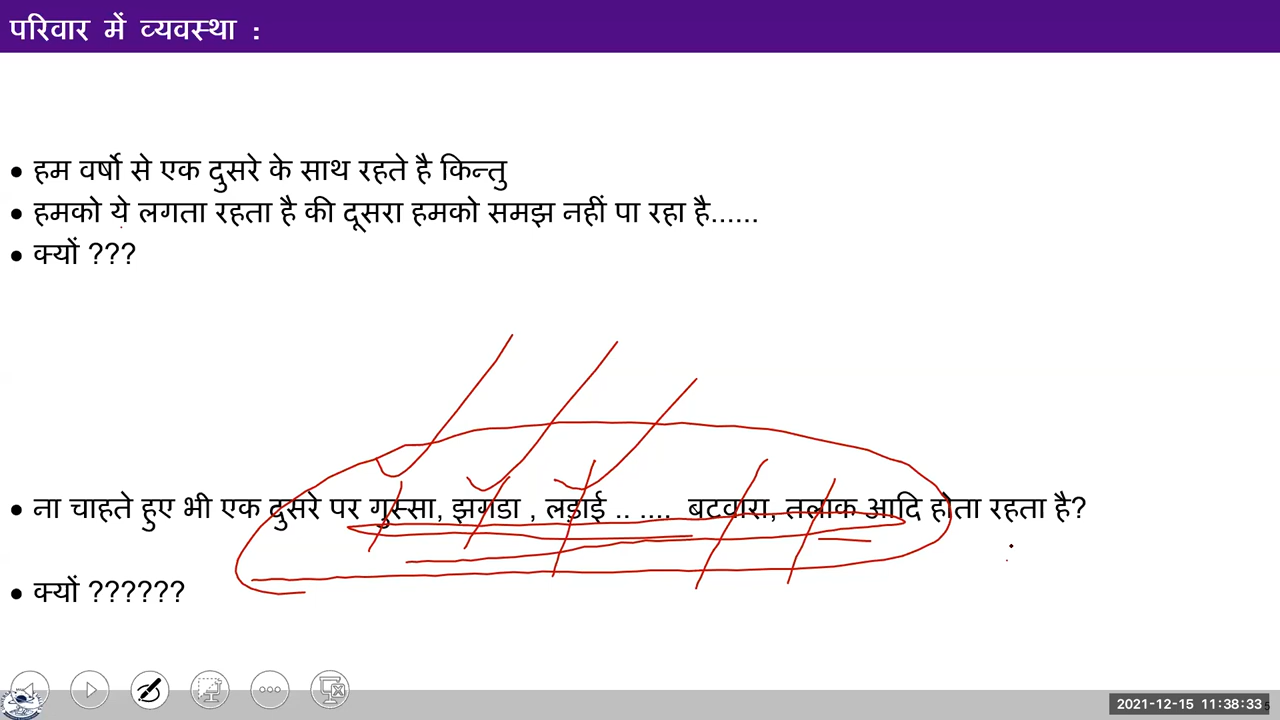 परिवार में व्यवस्था :
• हम वर्षो से एक दुसरे के साथ रहते है किन्तु
• हमको ये लगता रहता है की दूसरा हमको समझ नहीं पा रहा है......
• क्यों ???
• ना चाहते हुए भी एक दुसरे पर गुस्सा, झगडा , लड़ाई .. .... बटवारा, तलाक आदि होता रहता है?
• क्यों ??????
2021-12-15 11:38:33